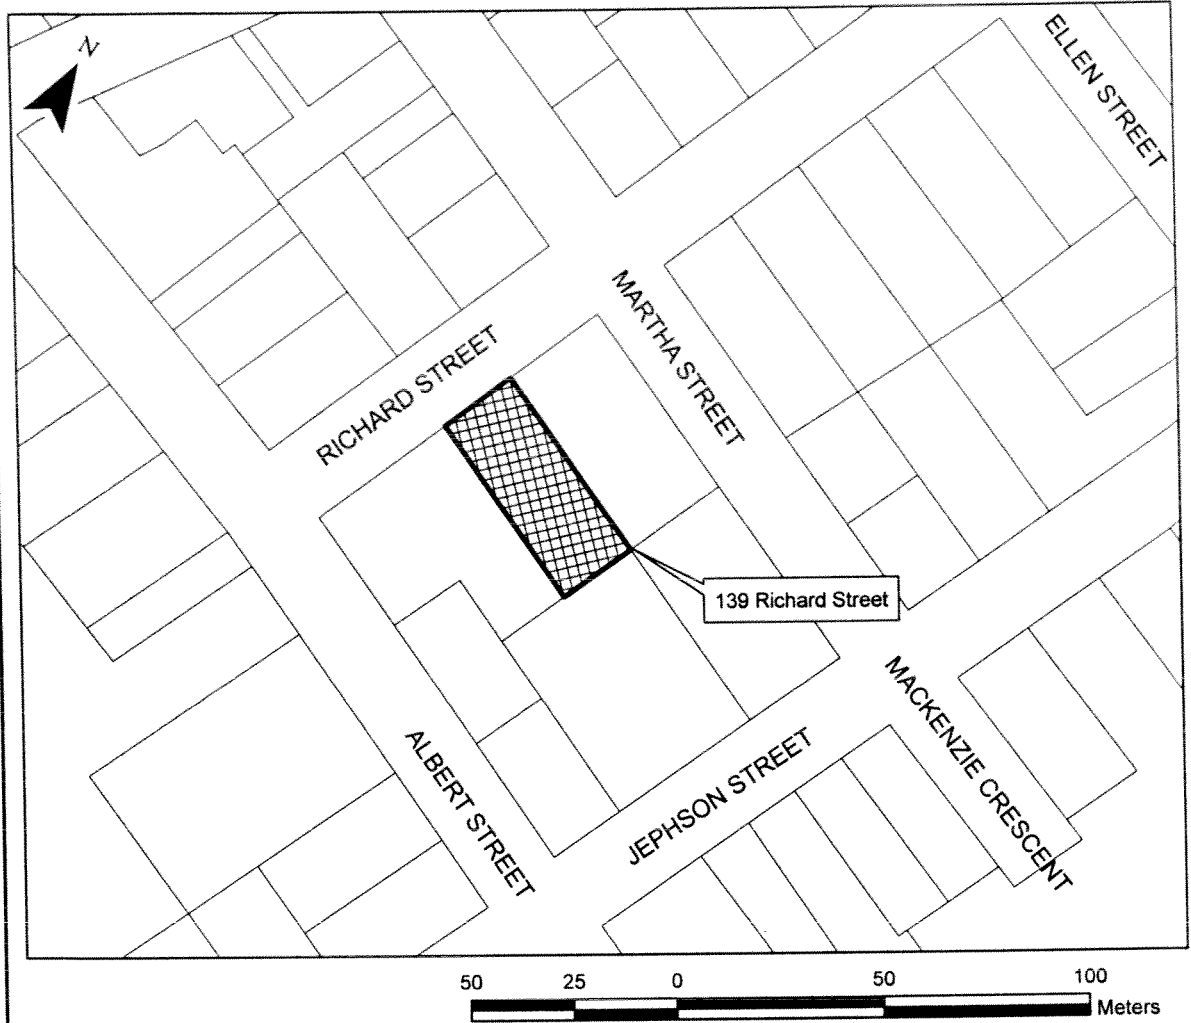 N
ELLEN STREET
MARTHA STREET
RICHARD STREET
139 Richard Street
MACKENZIE CRESCENT
ALBERT STREET
JEPHSON STREET
50 25 0 50 100
Meters